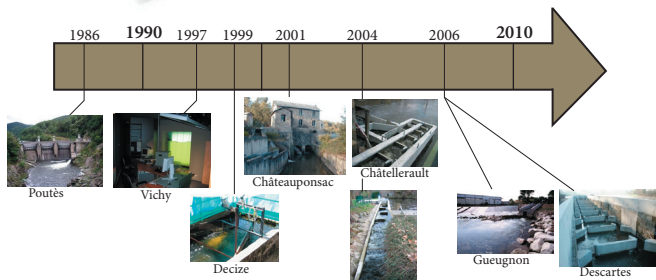 1986
1990
1997
1999
2001
2004
2006
2010
Poutès
Vichy
Decize
Châteauponsac
Châtellerault
Gueugnon
Descartes